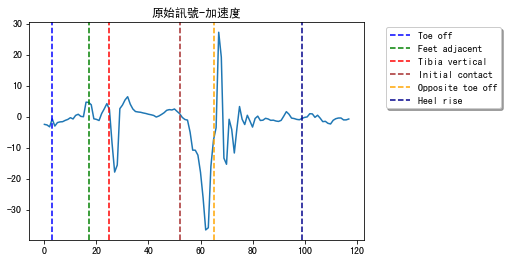 原始訊號-加速度
30
20
10
0
-10
-20
-30
0
20
40
60
80
100
120
Toe off
Feet adjacent
Tibia vertical
Initial contact
Opposite toe off
Heel rise